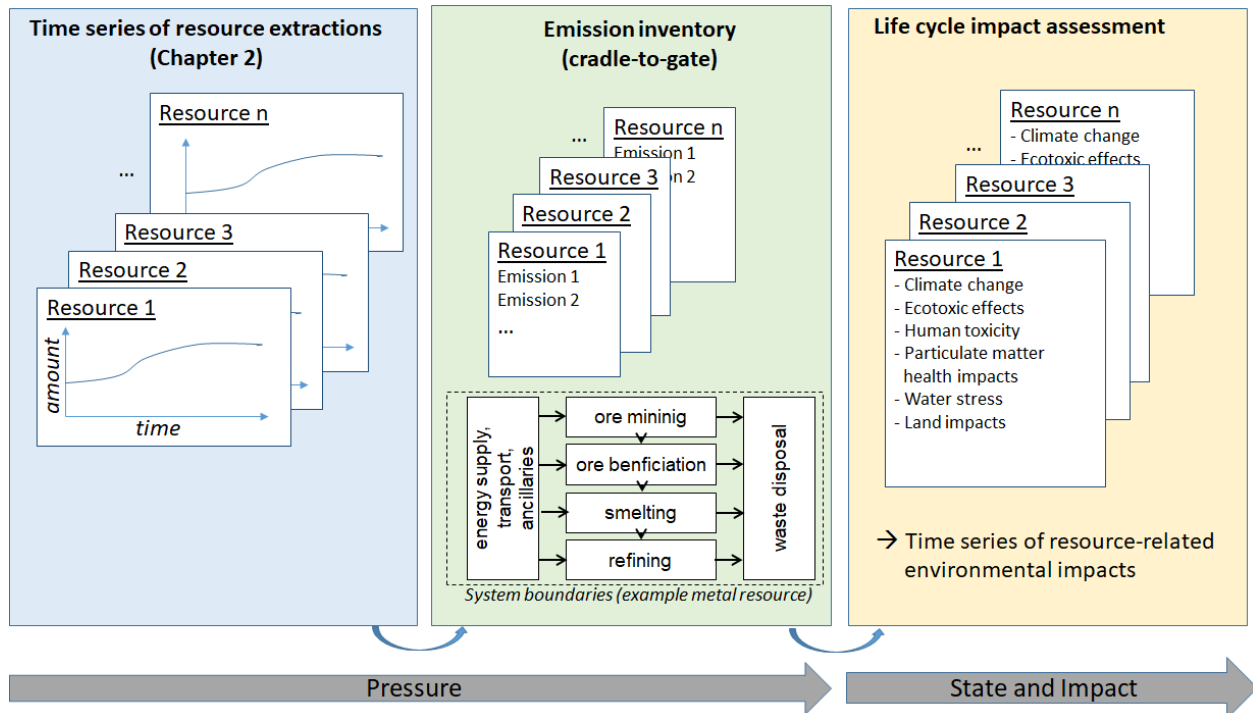 Time series of resource extractions
(Chapter 2)
Resource n
...
Resource 3
Resource 2
Resource 1
amount
time
Emission inventory
(cradle-to-gate)
Resource n
Emission 1
...
Resource 3
Resource 2
Resource 1
Emission 1
Emission 2
...
energy supply,
transport,
ancillaries
ore mininig
ore benficiation
smelting
refining
waste disposal
System boundaries (example metal resource)
Life cycle impact assessment
Resource n
- Climate change
- Ecotoxic effects
...
Resource 3
Resource 2
Resource 1
- Climate change
- Ecotoxic effects
- Human toxicity
- Particulate matter
health impacts
- Water stress
- Land impacts
→ Time series of resource-related
environmental impacts
Pressure
State and Impact